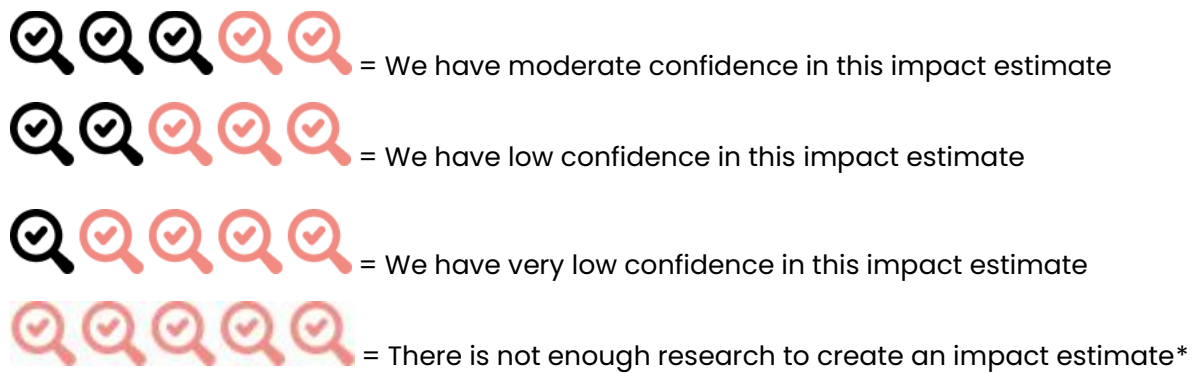 = We have moderate confidence in this impact estimate
= We have low confidence in this impact estimate
= We have very low confidence in this impact estimate
= There is not enough research to create an impact estimate*